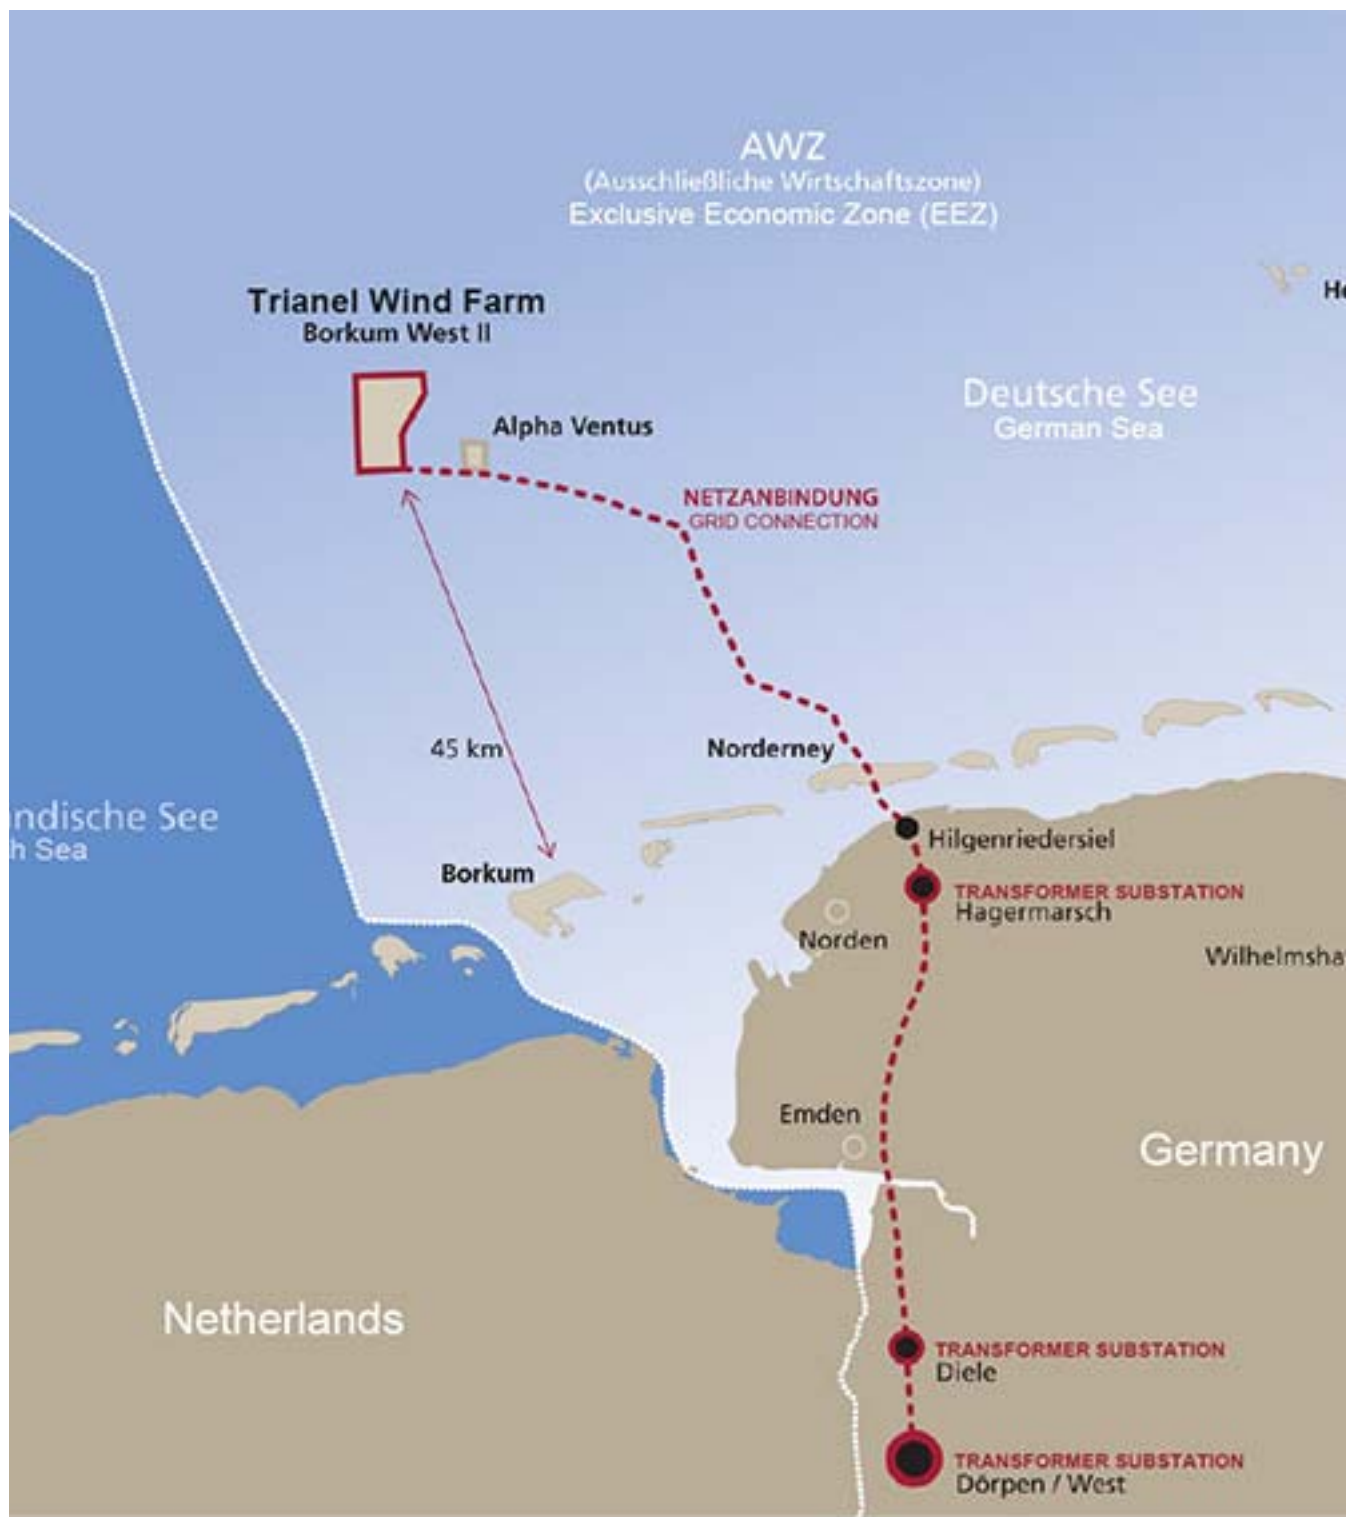 AWZ
(Ausschließliche Wirtschaftszone)
Exclusive Economic Zone (EEZ)
Trianel Wind Farm
Borkum West II
He
Deutsche See
German Sea
Alpha Ventus
NETZANBINDUNG
GRID CONNECTION
45 km
Norderney
ndische See
h Sea
Borkum
Hilgenriedersiel
TRANSFORMER SUBSTATION
Hagermarsch
Norden
Wilhelmsha
Emden
Germany
Netherlands
TRANSFORMER SUBSTATION
Diele
TRANSFORMER SUBSTATION
Dörpen / West